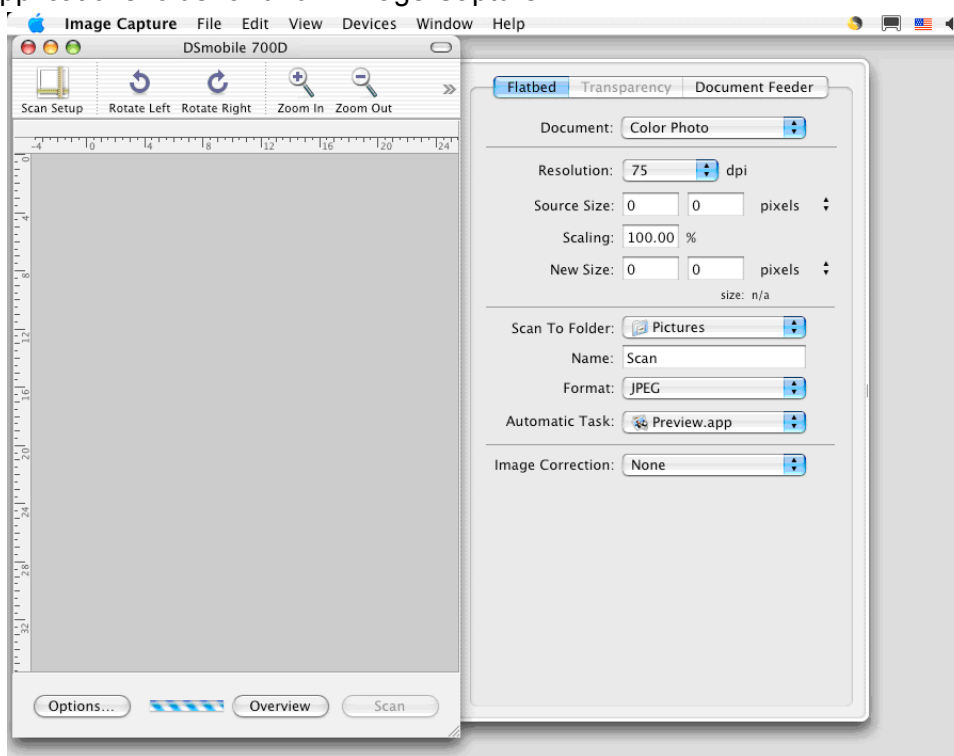 Image Capture File Edit View Devices Window Help
DSmobile 700D
Scan Setup Rotate Left Rotate Right Zoom In Zoom Out
-4 0 4 8 12 16 20 24
0
4
8
12
16
20
24
28
32
Options... Overview Scan
Flatbed Transparency Document Feeder
Document: Color Photo
Resolution: 75 dpi
Source Size: 0 0 pixels
Scaling: 100.00 %
New Size: 0 0 pixels
size: n/a
Scan To Folder: Pictures
Name: Scan
Format: JPEG
Automatic Task: Preview.app
Image Correction: None